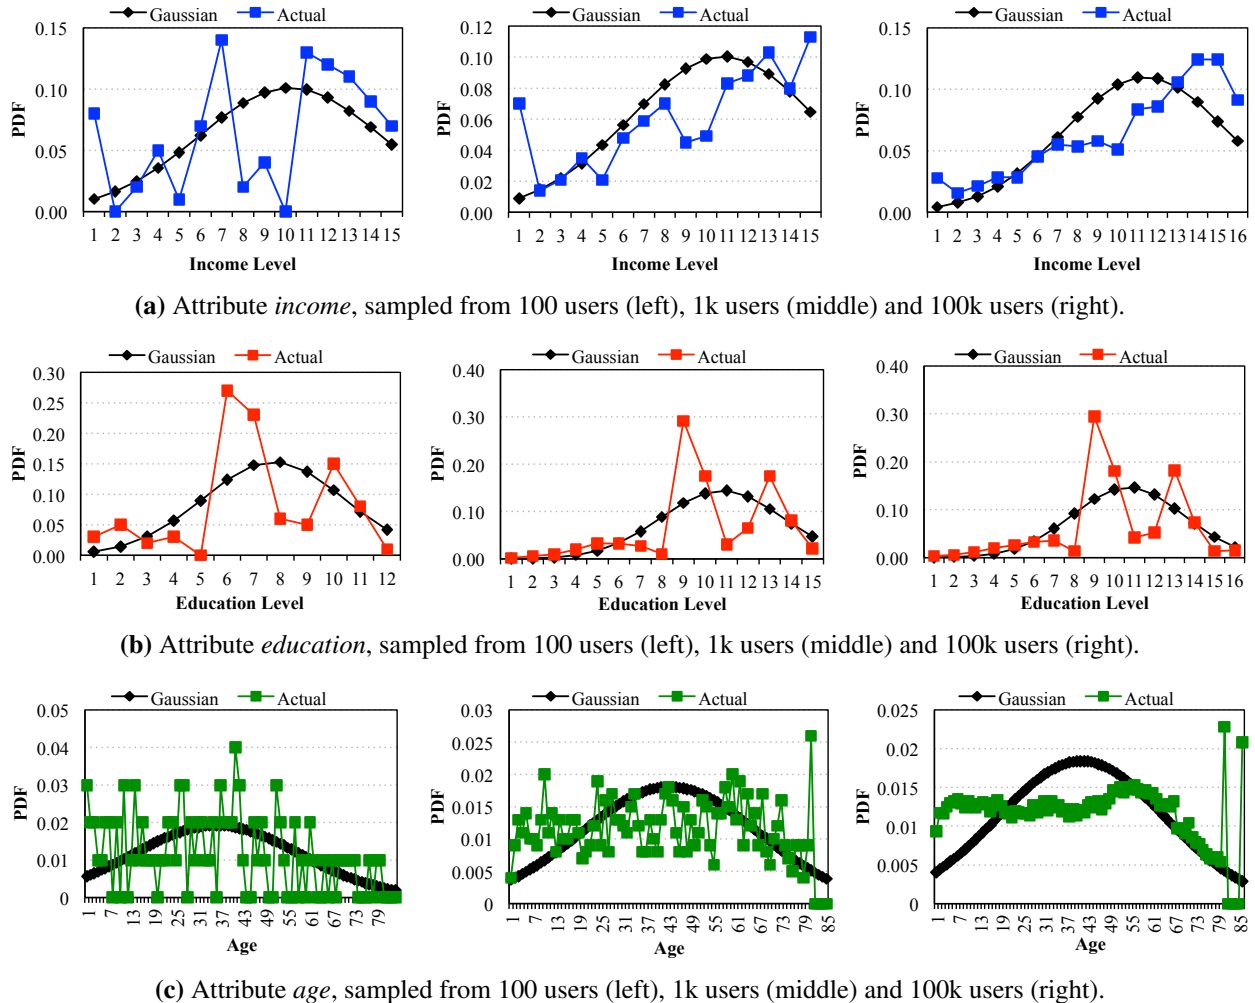 Gaussian Actual
0.15
0.10
0.05
0.00
PDF
1 2 3 4 5 6 7 8 9 10 11 12 13 14 15
Income Level
Gaussian Actual
0.12
0.10
0.08
0.06
0.04
0.02
0.00
PDF
1 2 3 4 5 6 7 8 9 10 11 12 13 14 15
Income Level
Gaussian Actual
0.15
0.10
0.05
0.00
PDF
1 2 3 4 5 6 7 8 9 10 11 12 13 14 15 16
Income Level
(a) Attribute income, sampled from 100 users (left), 1k users (middle) and 100k users (right).
Gaussian Actual
0.30
0.25
0.20
0.15
0.10
0.05
0.00
PDF
1 2 3 4 5 6 7 8 9 10 11 12
Education Level
Gaussian Actual
0.40
0.30
0.20
0.10
0.00
PDF
1 2 3 4 5 6 7 8 9 10 11 12 13 14 15
Education Level
Gaussian Actual
0.40
0.30
0.20
0.10
0.00
PDF
1 2 3 4 5 6 7 8 9 10 11 12 13 14 15 16
Education Level
(b) Attribute education, sampled from 100 users (left), 1k users (middle) and 100k users (right).
Gaussian Actual
0.05
0.04
0.03
0.02
0.01
0
PDF
1 7 13 19 25 31 37 43 49 55 61 67 73 79
Age
Gaussian Actual
0.03
0.02
0.01
0
PDF
1 7 13 19 25 31 37 43 49 55 61 67 73 79 85
Age
Gaussian Actual
0.025
0.02
0.015
0.01
0.005
0
PDF
1 7 13 19 25 31 37 43 49 55 61 67 73 79 85
Age
(c) Attribute age, sampled from 100 users (left), 1k users (middle) and 100k users (right).